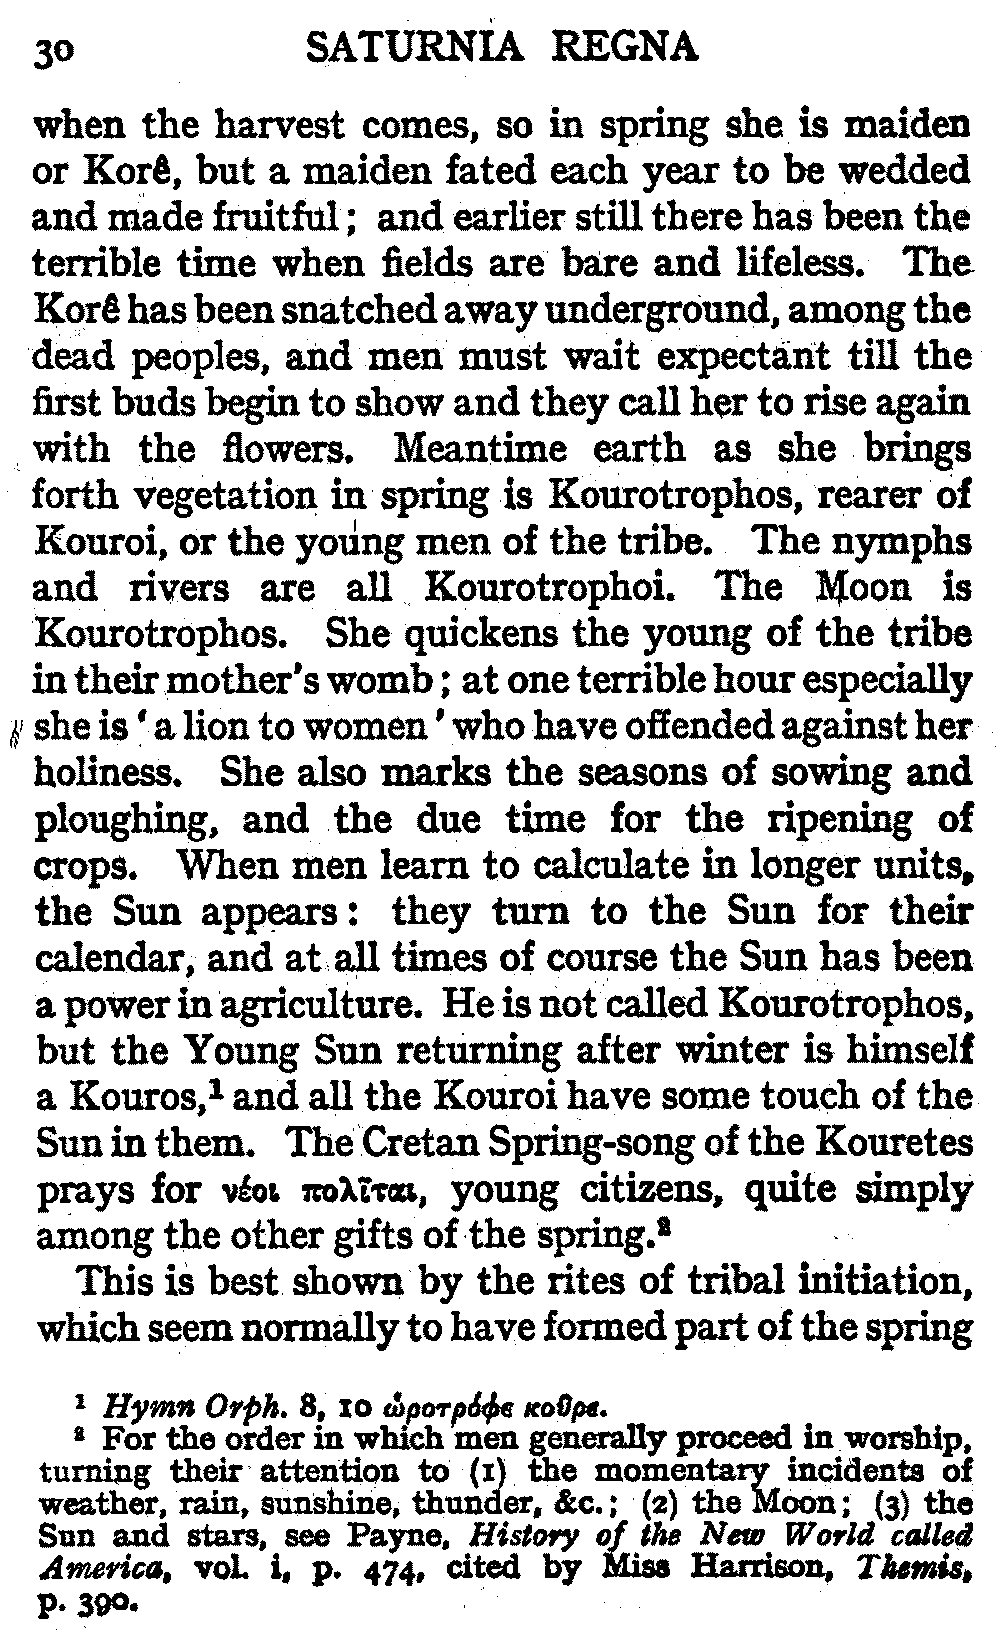 30 SATURNIA REGNA
when the harvest comes, so in spring she is maiden
or Korê, but a maiden fated each year to be wedded
and made fruitful; and earlier still there has been the
terrible time when fields are bare and lifeless. The
Korê has been snatched away underground, among the
dead peoples, and men must wait expectant till the
first buds begin to show and they call her to rise again
with the flowers. Meantime earth as she brings
forth vegetation in spring is Kourotrophos, rearer of
Kouroi, or the young men of the tribe. The nymphs
and rivers are all Kourotrophoi. The Moon is
Kourotrophos. She quickens the young of the tribe
in their mother's womb; at one terrible hour especially
she is 'a lion to women' who have offended against her
holiness. She also marks the seasons of sowing and
ploughing, and the due time for the ripening of
crops. When men learn to calculate in longer units,
the Sun appears: they turn to the Sun for their
calendar, and at all times of course the Sun has been
a power in agriculture. He is not called Kourotrophos,
but the Young Sun returning after winter is himself
a Kouros,¹ and all the Kouroi have some touch of the
Sun in them. The Cretan Spring-song of the Kouretes
prays for νέοι πολῖται, young citizens, quite simply
among the other gifts of the spring.²
This is best shown by the rites of tribal initiation,
which seem normally to have formed part of the spring
¹ Hymn Orph. 8, 10 ὡροτρόφε κοῦρε.
² For the order in which men generally proceed in worship,
turning their attention to (1) the momentary incidents of
weather, rain, sunshine, thunder, &c.; (2) the Moon; (3) the
Sun and stars, see Payne, History of the New World called
America, vol. i, p. 474, cited by Miss Harrison, Themis,
p. 390.